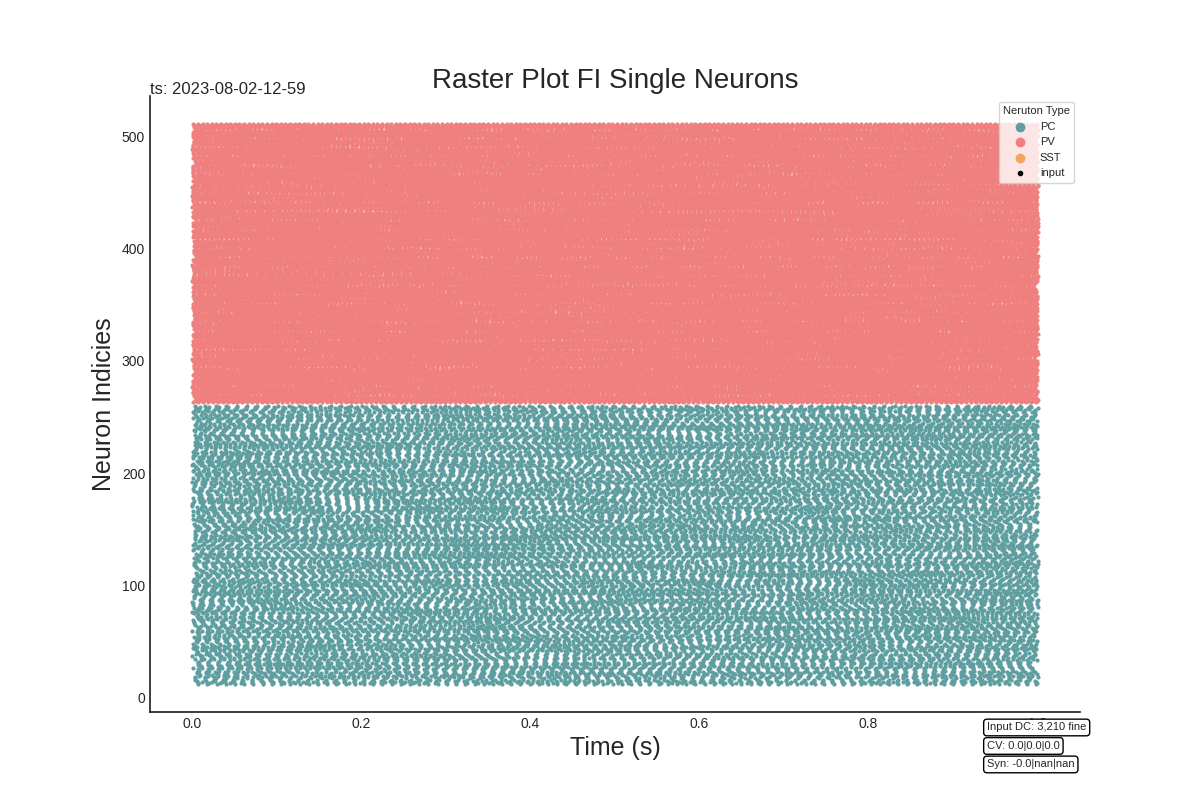 Raster Plot FI Single Neurons
ts: 2023-08-02-12-59
Neruton Type
PC
PV
SST
input
Neuron Indicies
500
400
300
200
100
0
0.0 0.2 0.4 0.6 0.8
Time (s)
Input DC: 3,210 fine
CV: 0.0|0.0|0.0
Syn: -0.0|nan|nan